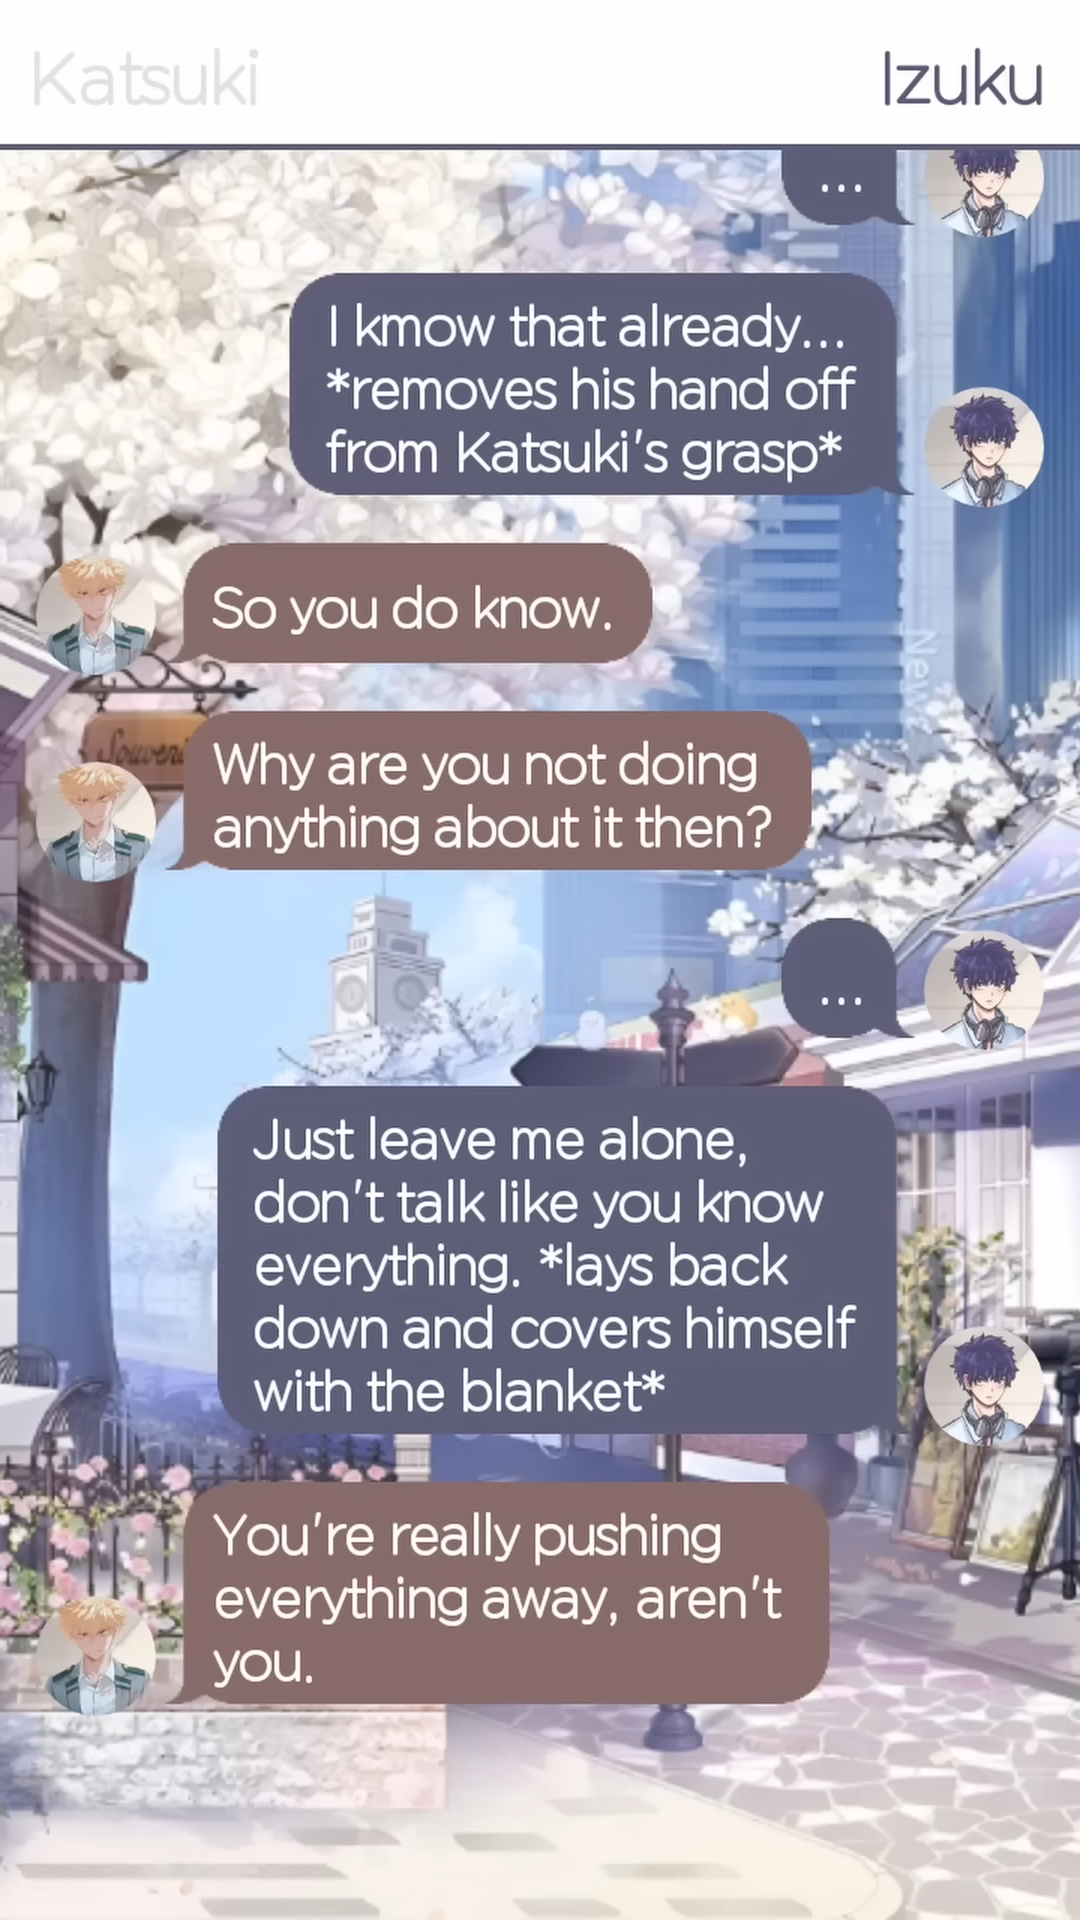 Katsuki
Izuku
...
I kmow that already...
*removes his hand off
from Katsuki's grasp*
So you do know.
Souveni
Why are you not doing
anything about it then?
New
...
Just leave me alone,
don't talk like you know
everything. *lays back
down and covers himself
with the blanket*
You're really pushing
everything away, aren't
you.